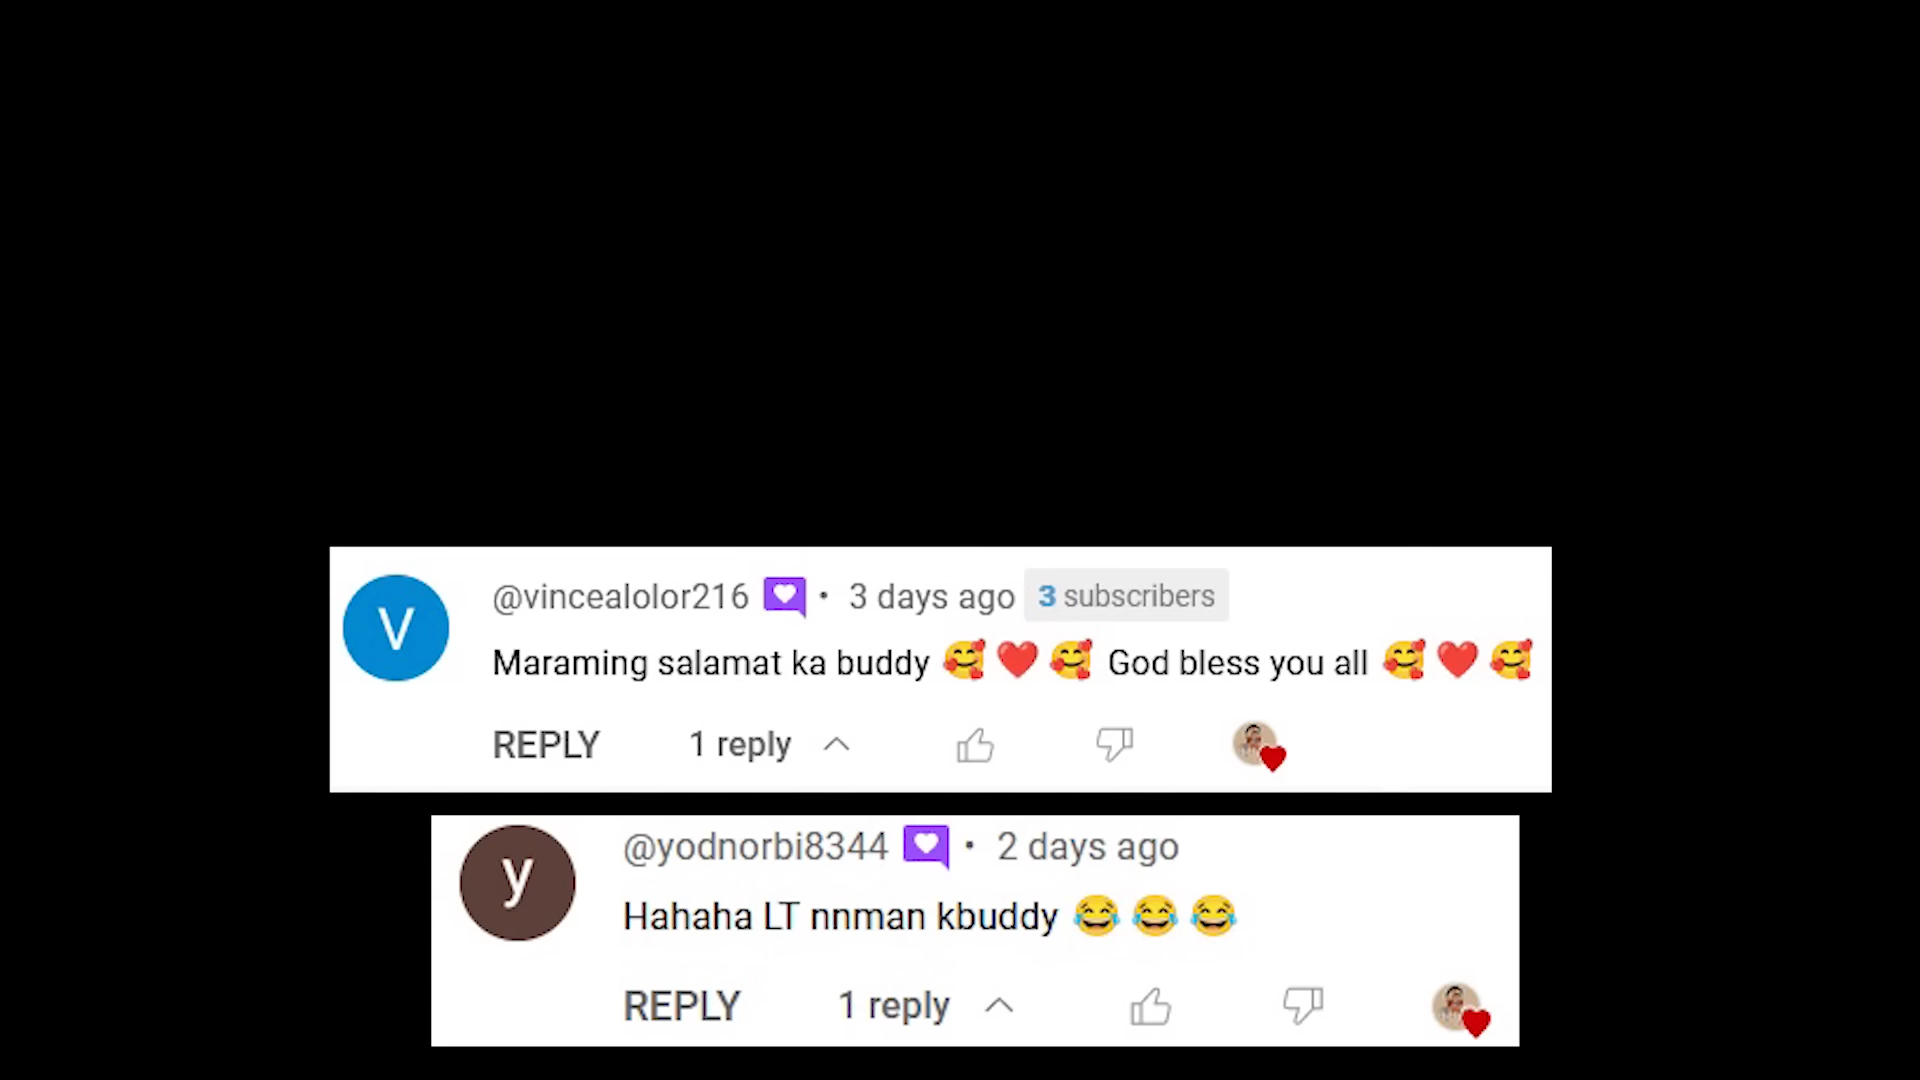 V
@vincealolor216 • 3 days ago 3 subscribers
Maraming salamat ka buddy 🥰❤️🥰 God bless you all 🥰❤️🥰
REPLY 1 reply
y
@yodnorbi8344 • 2 days ago
Hahaha LT nnman kbuddy 😂😂😂
REPLY 1 reply